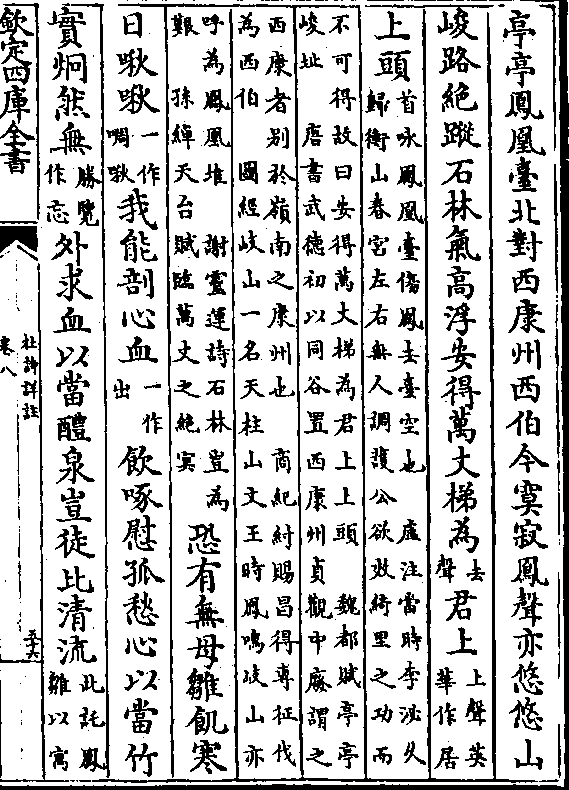 亭亭鳳凰臺北對西康州西伯今寞寂鳳聲亦悠悠山
峻路絕蹤石林氣高浮安得萬丈梯為去聲君上上聲英華作居
上頭首咏鳳凰臺傷鳳去臺空也 盧注當時李泌久歸衡山春宮左右無人調護公欲效綺里之功而
不可得故曰安得萬丈梯為君上上頭 魏都賦亭亭峻址 唐書武德初以同谷置西康州貞觀中廢謂之
西康者別於嶺南之康州也 商紀紂賜昌得專征伐為西伯 圖經岐山一名天柱山文王時鳳鳴岐山亦
呼為鳳凰堆 謝靈運詩石林豈為艱 孫綽天台賦臨萬丈之絕冥恐有無母雛飢寒
日啾啾一作啁啾我能剖心血一作出飲啄慰孤愁心以當竹
實炯然無勝覽作忘外求血以當醴泉豈徒比清流此託鳳雛以寓
欽定四庫全書
杜詩詳註
卷八
五十六